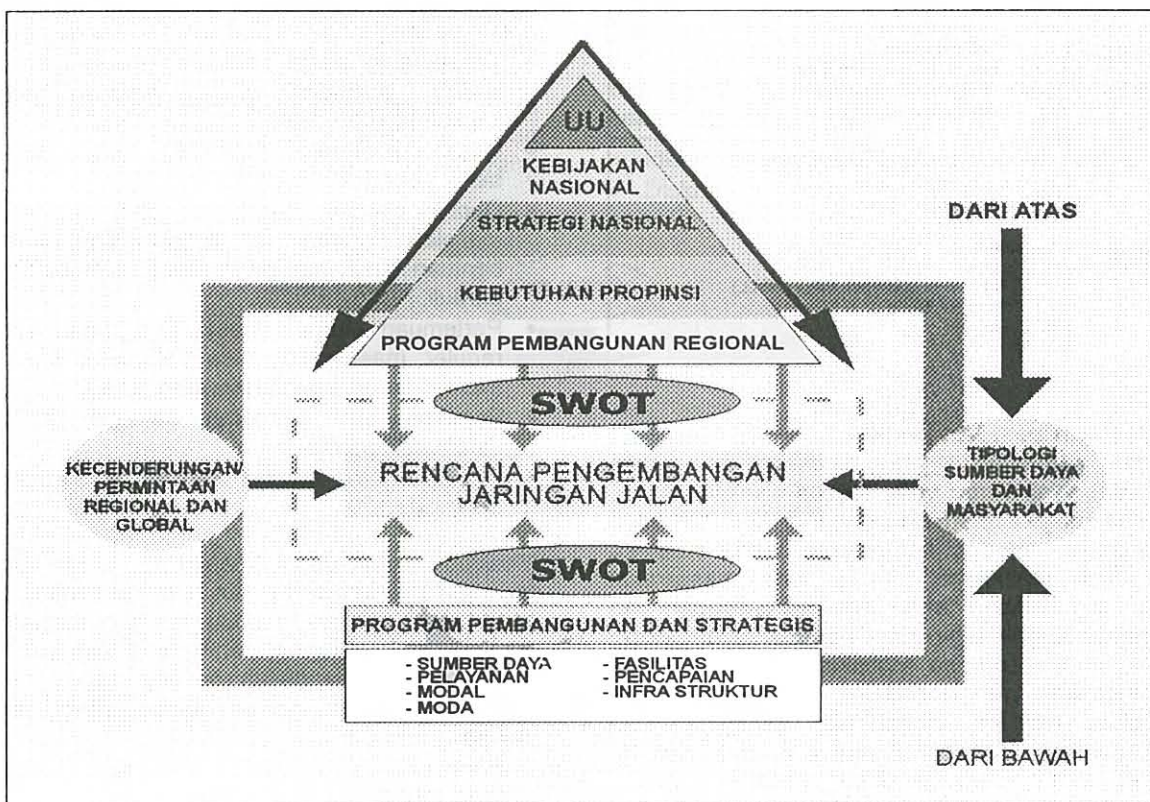 UU
KEBIJAKAN
NASIONAL
STRATEGI NASIONAL
KEBUTUHAN PROPINSI
PROGRAM PEMBANGUNAN REGIONAL
DARI ATAS
SWOT
KECENDERUNGAN/
PERMINTAAN
REGIONAL DAN
GLOBAL
RENCANA PENGEMBANGAN
JARINGAN JALAN
TIPOLOGI
SUMBER DAYA
DAN
MASYARAKAT
SWOT
PROGRAM PEMBANGUNAN DAN STRATEGIS
- SUMBER DAYA
- PELAYANAN
- MODAL
- MODA
- FASILITAS
- PENCAPAIAN
- INFRA STRUKTUR
DARI BAWAH